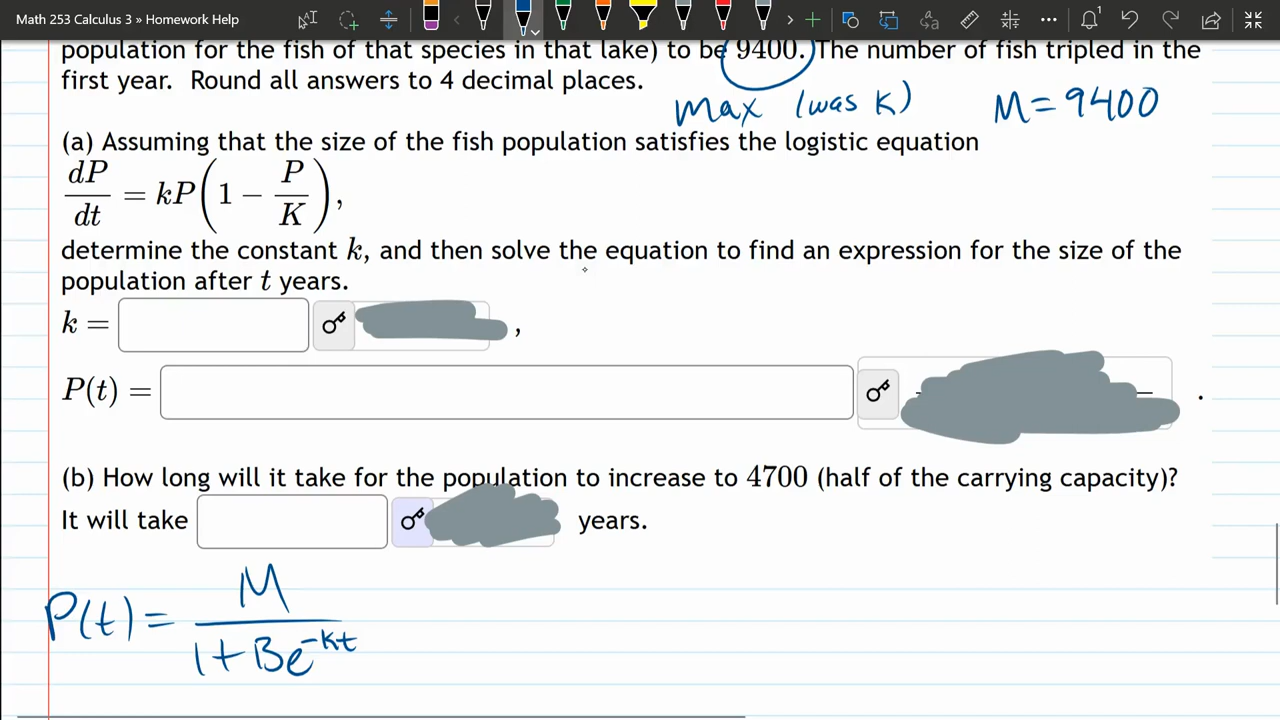 Math 253 Calculus 3 » Homework Help
population for the fish of that species in that lake) to be 9400. The number of fish tripled in the
first year. Round all answers to 4 decimal places.
max (was K) M=9400
(a) Assuming that the size of the fish population satisfies the logistic equation
dP/dt = kP(1 − P/K),
determine the constant k, and then solve the equation to find an expression for the size of the
population after t years.
k = ,
P(t) = .
(b) How long will it take for the population to increase to 4700 (half of the carrying capacity)?
It will take years.
P(t) = M/(1+Be^-kt)